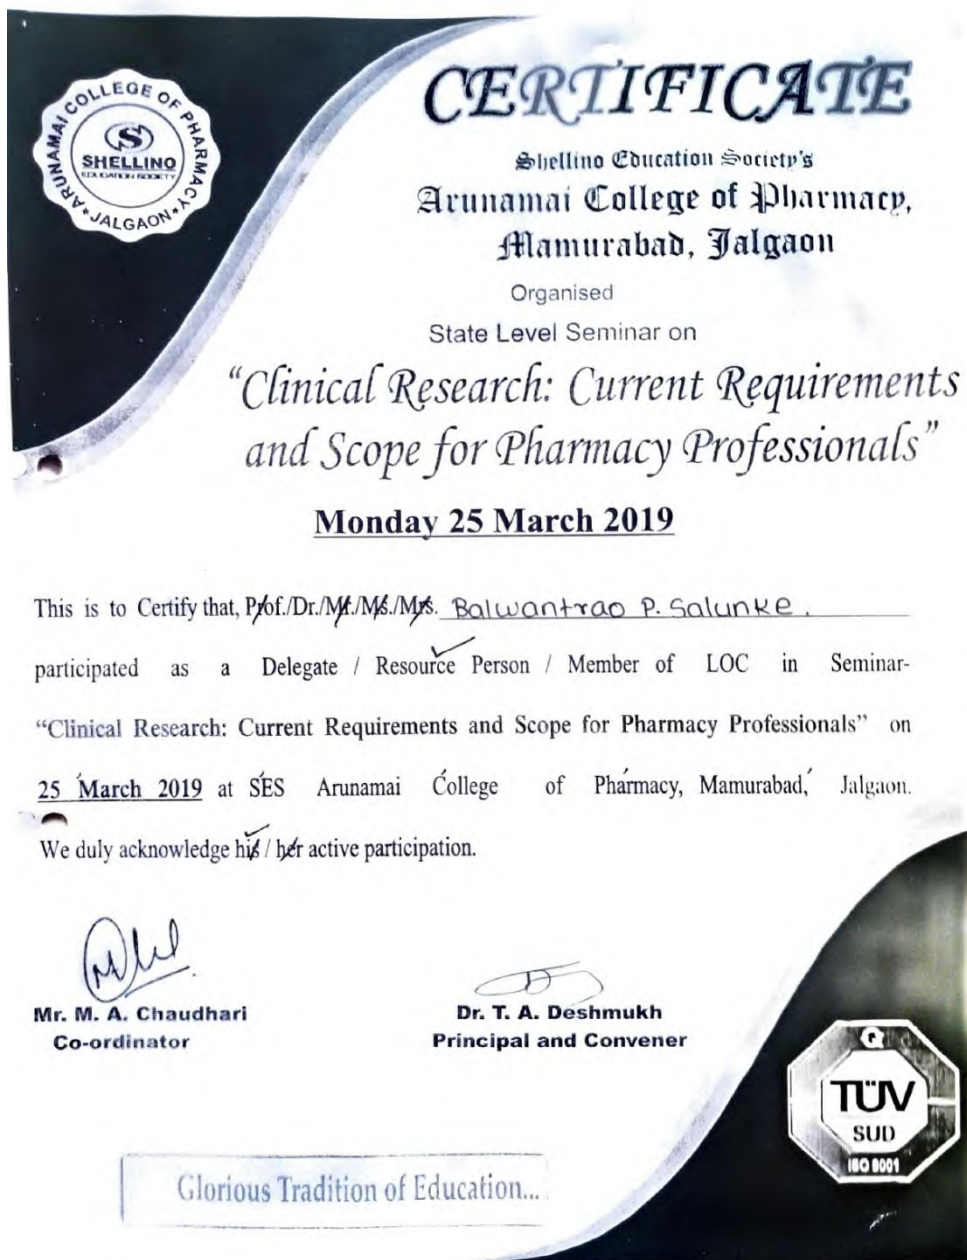 ARUNAMAI COLLEGE OF PHARMACY,
SHELLINO
EDUCATION SOCIETY
JALGAON
CERTIFICATE
Shellino Education Society's
Arunamai College of Pharmacy,
Mamurabad, Jalgaon
Organised
State Level Seminar on
“Clinical Research: Current Requirements
and Scope for Pharmacy Professionals”
Monday 25 March 2019
This is to Certify that, Prof./Dr./Mr./Ms./Mrs. Balwantrao P. Salunke.
participated as a Delegate / Resource Person / Member of LOC in Seminar-
“Clinical Research: Current Requirements and Scope for Pharmacy Professionals” on
25 March 2019 at SES Arunamai College of Pharmacy, Mamurabad, Jalgaon.
We duly acknowledge his / her active participation.
Mr. M. A. Chaudhari
Co-ordinator
Dr. T. A. Deshmukh
Principal and Convener
Q
TÜV
SUD
ISO 9001
Glorious Tradition of Education...